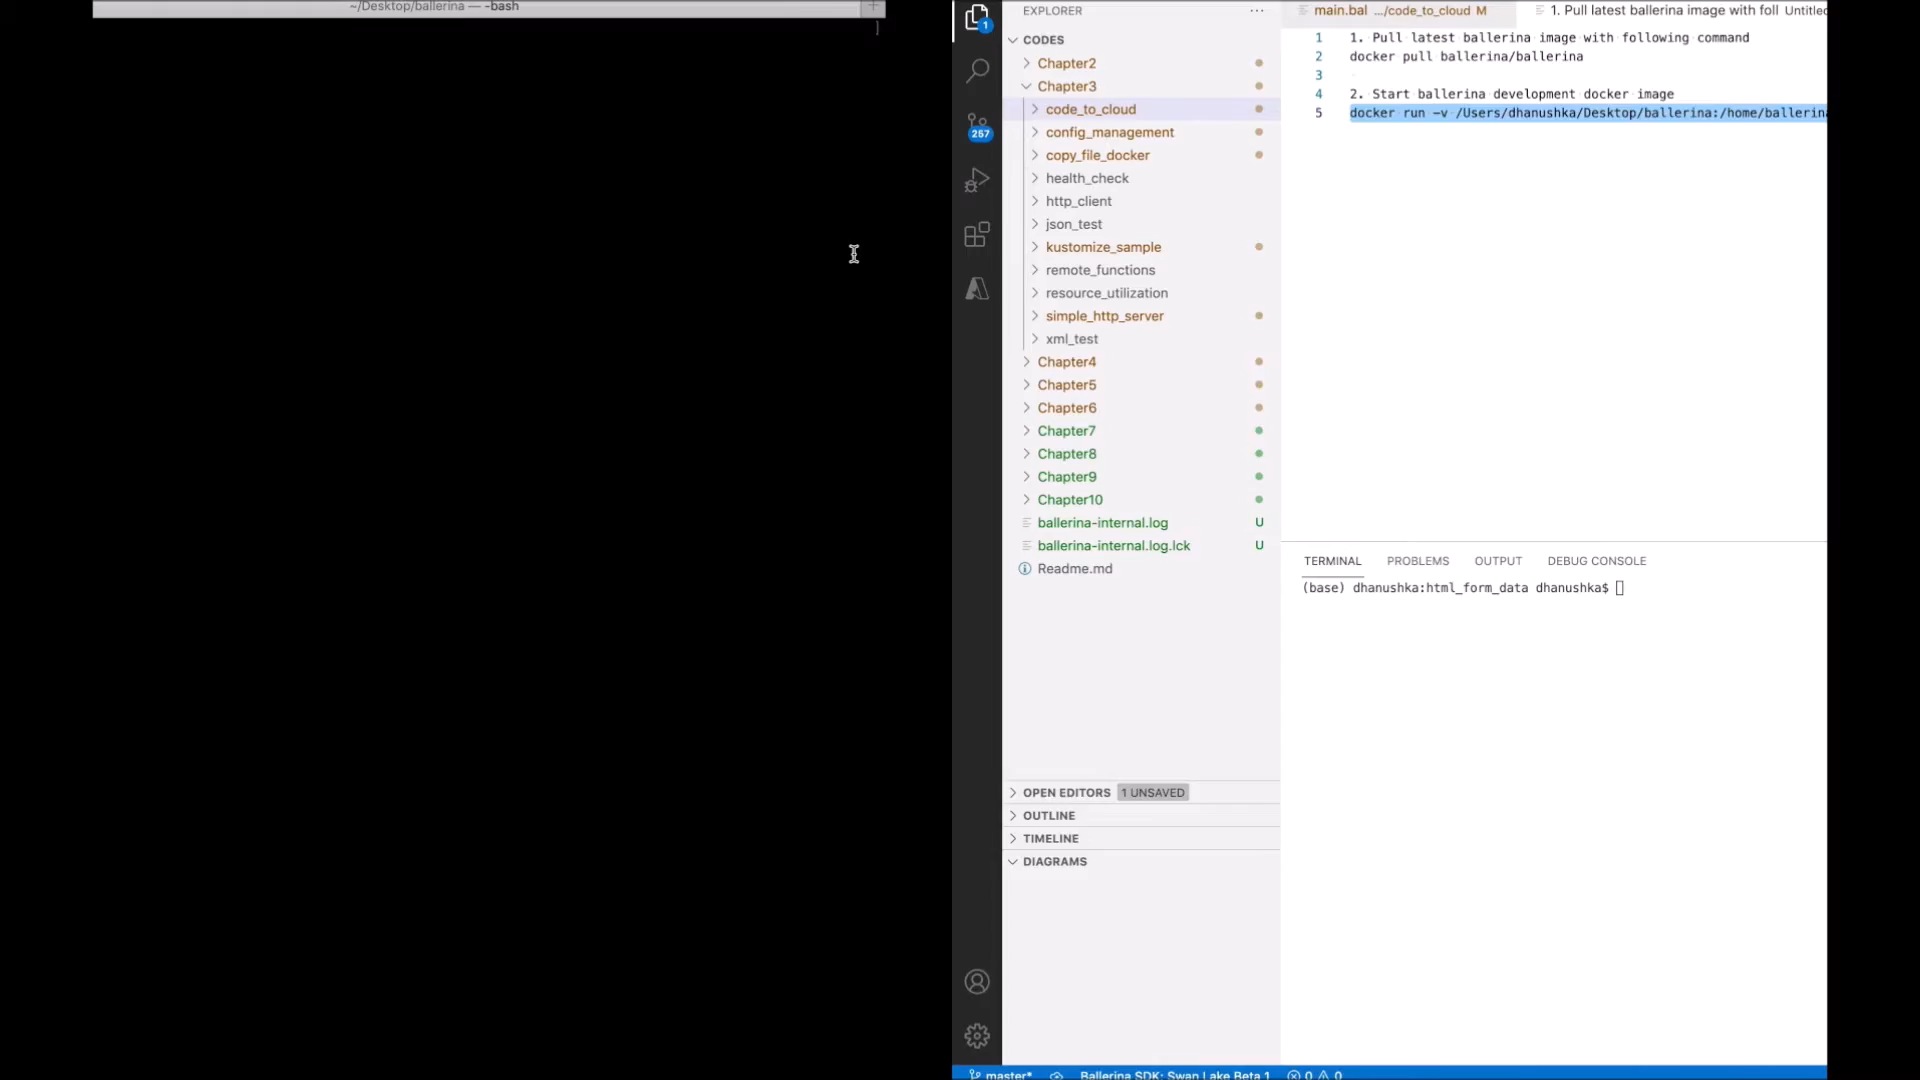 ~/Desktop/ballerina — -bash
+
1
EXPLORER
...
CODES
Chapter2
Chapter3
code_to_cloud
config_management
copy_file_docker
health_check
http_client
json_test
kustomize_sample
remote_functions
resource_utilization
simple_http_server
xml_test
Chapter4
Chapter5
Chapter6
Chapter7
Chapter8
Chapter9
Chapter10
ballerina-internal.log U
ballerina-internal.log.lck U
Readme.md
OPEN EDITORS 1 UNSAVED
OUTLINE
TIMELINE
DIAGRAMS
257
main.bal .../code_to_cloud M
1. Pull latest ballerina image with foll Untitled
1 1. Pull latest ballerina image with following command
2 docker pull ballerina/ballerina
3
4 2. Start ballerina development docker image
5 docker run -v /Users/dhanushka/Desktop/ballerina:/home/ballerina
TERMINAL PROBLEMS OUTPUT DEBUG CONSOLE
(base) dhanushka:html_form_data dhanushka$
master* Ballerina SDK: Swan Lake Beta 1 0 0